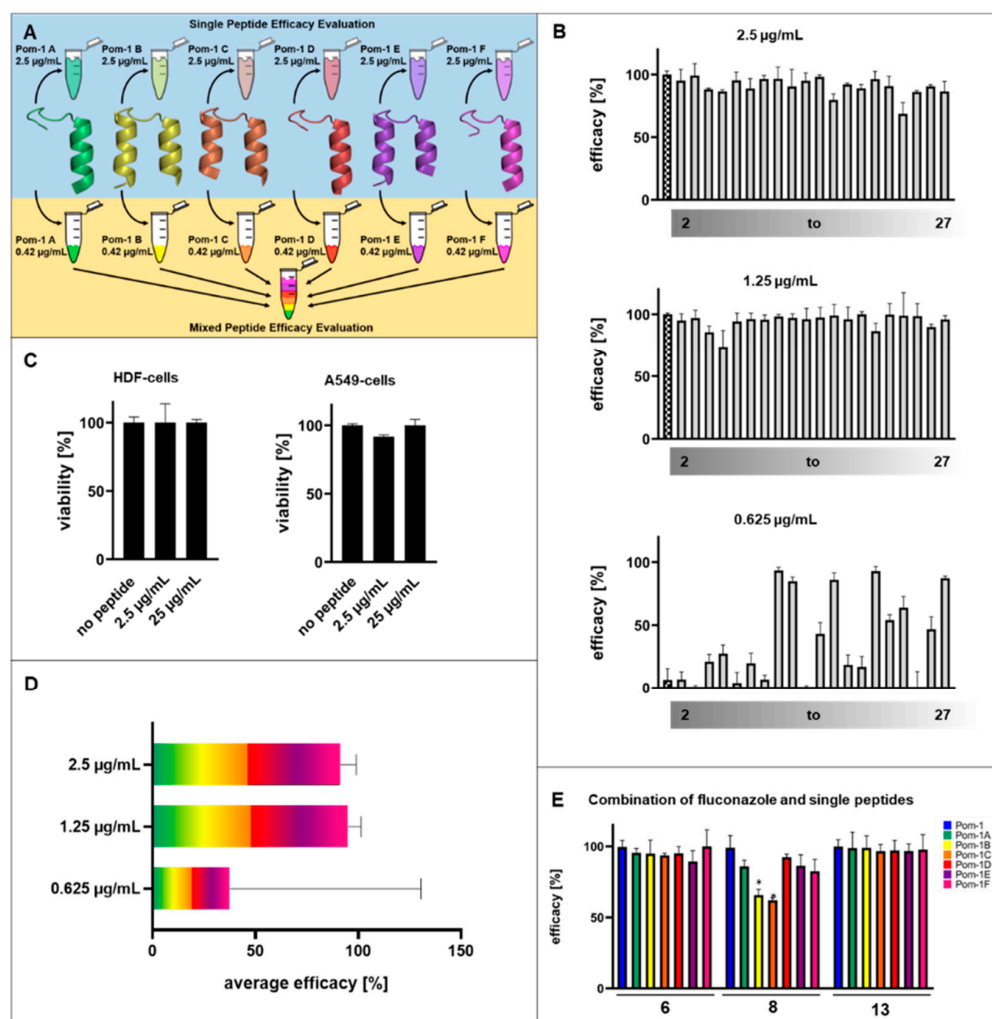 A
Single Peptide Efficacy Evaluation
Pom-1 A
2.5 µg/mL
Pom-1 B
2.5 µg/mL
Pom-1 C
2.5 µg/mL
Pom-1 D
2.5 µg/mL
Pom-1 E
2.5 µg/mL
Pom-1 F
2.5 µg/mL
Pom-1 A
0.42 µg/mL
Pom-1 B
0.42 µg/mL
Pom-1 C
0.42 µg/mL
Pom-1 D
0.42 µg/mL
Pom-1 E
0.42 µg/mL
Pom-1 F
0.42 µg/mL
Mixed Peptide Efficacy Evaluation
B
2.5 µg/mL
efficacy [%]
100
50
0
2 to 27
1.25 µg/mL
efficacy [%]
100
50
0
2 to 27
0.625 µg/mL
efficacy [%]
100
50
0
2 to 27
C
HDF-cells
viability [%]
100
50
0
no peptide
2.5 µg/mL
25 µg/mL
A549-cells
viability [%]
100
50
0
no peptide
2.5 µg/mL
25 µg/mL
D
2.5 µg/mL
1.25 µg/mL
0.625 µg/mL
0 50 100 150
average efficacy [%]
E
Combination of fluconazole and single peptides
efficacy [%]
100
50
0
* *
6 8 13
Pom-1
Pom-1A
Pom-1B
Pom-1C
Pom-1D
Pom-1E
Pom-1F